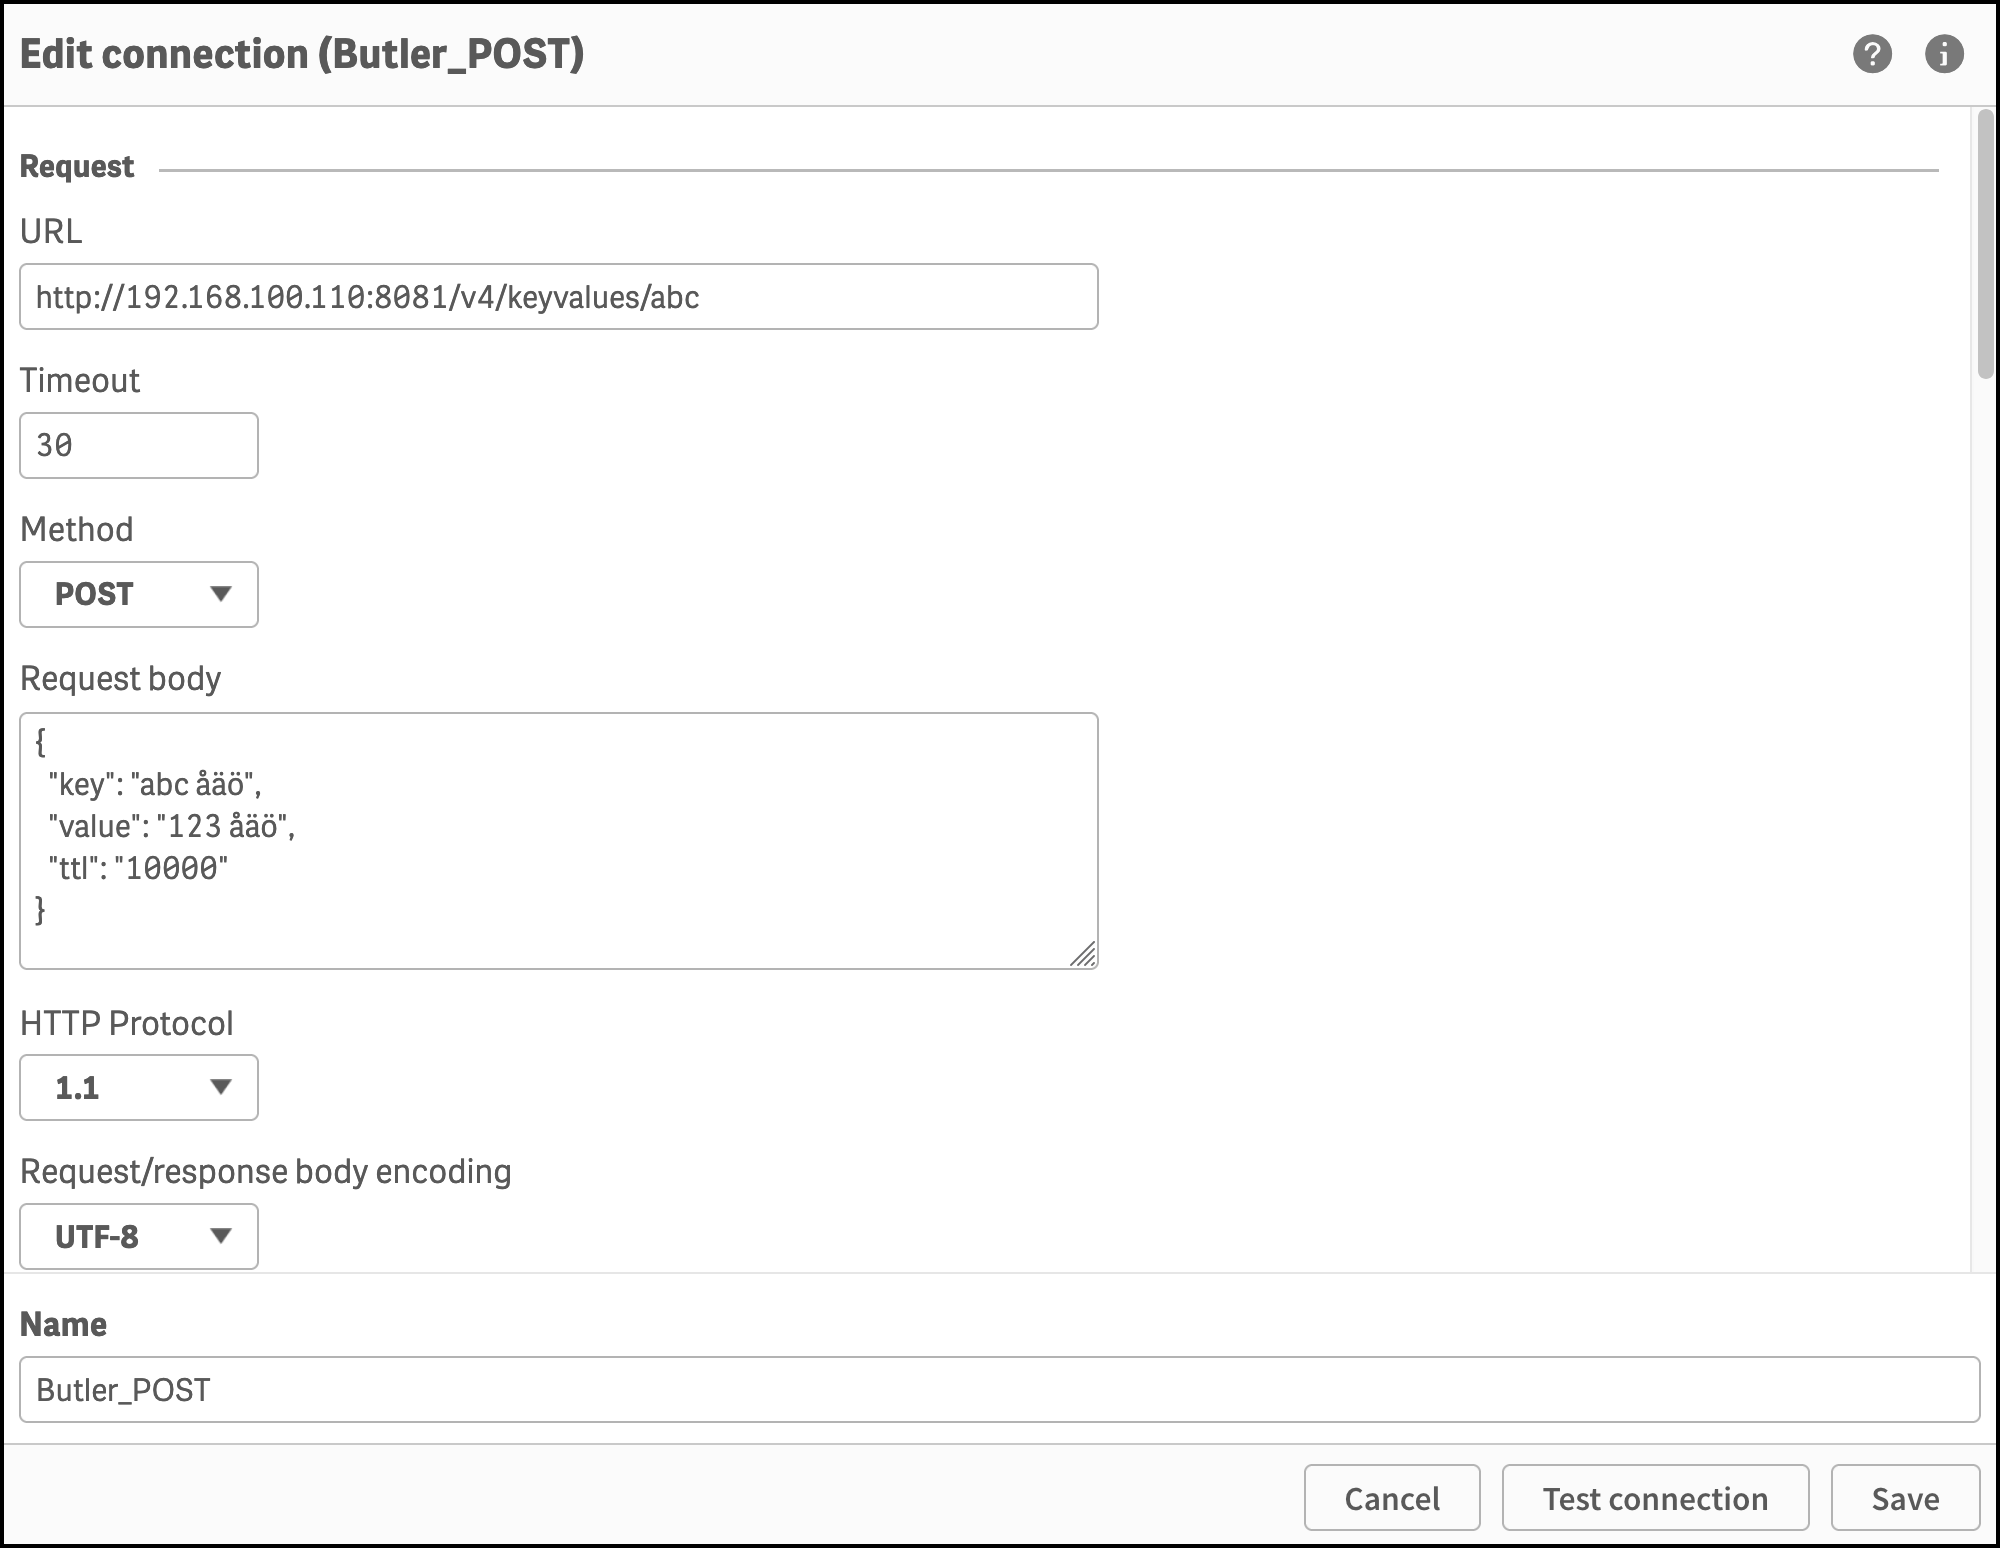 Edit connection (Butler_POST)
Request
URL
http://192.168.100.110:8081/v4/keyvalues/abc
Timeout
30
Method
POST
Request body
{
"key": "abc åäö",
"value": "123 åäö",
"ttl": "10000"
}
HTTP Protocol
1.1
Request/response body encoding
UTF-8
Name
Butler_POST
Cancel
Test connection
Save